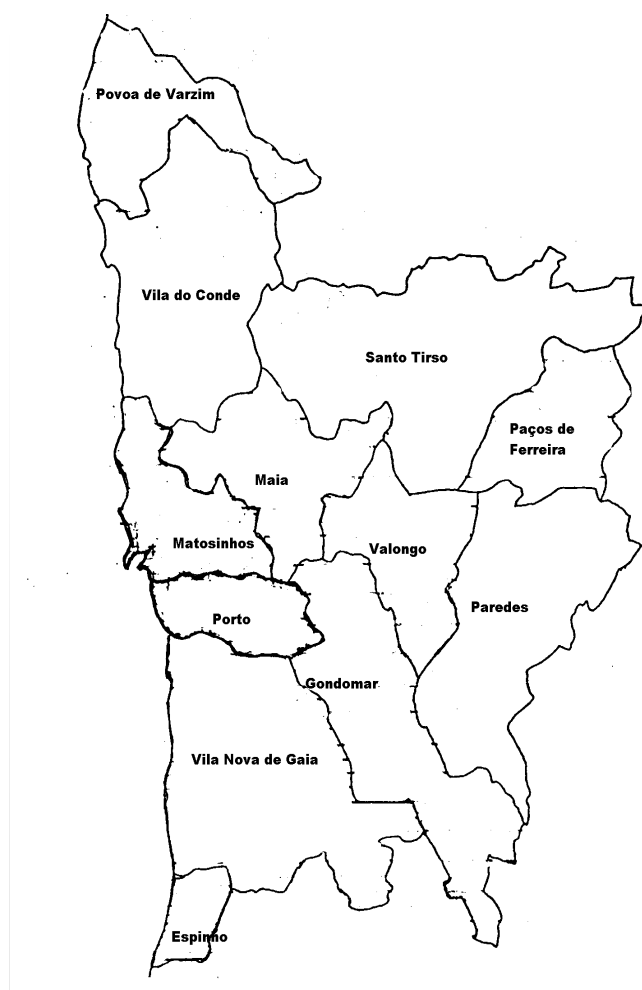 Povoa de Varzim
Vila do Conde
Santo Tirso
Paços de
Ferreira
Maia
Matosinhos
Valongo
Porto
Paredes
Gondomar
Vila Nova de Gaia
Espinho